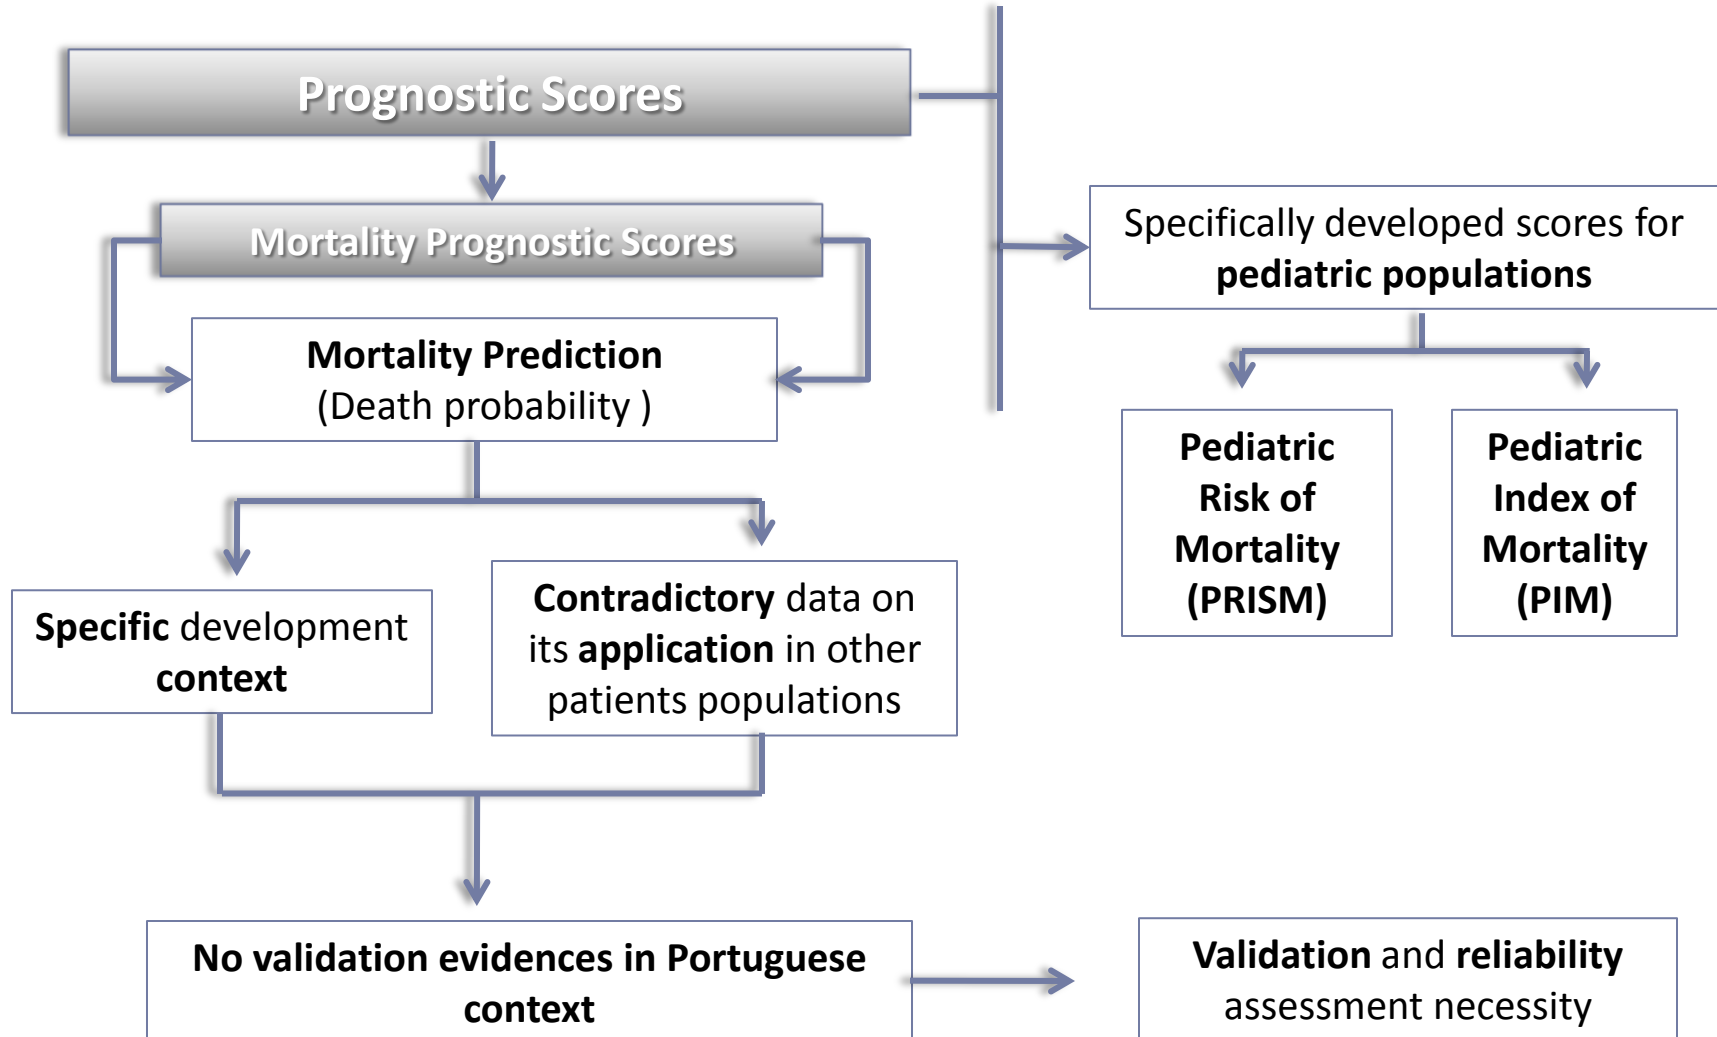 Prognostic Scores
Mortality Prognostic Scores
Mortality Prediction
(Death probability )
Specific development
context
Contradictory data on
its application in other
patients populations
No validation evidences in Portuguese
context
Specifically developed scores for
pediatric populations
Pediatric
Risk of
Mortality
(PRISM)
Pediatric
Index of
Mortality
(PIM)
Validation and reliability
assessment necessity